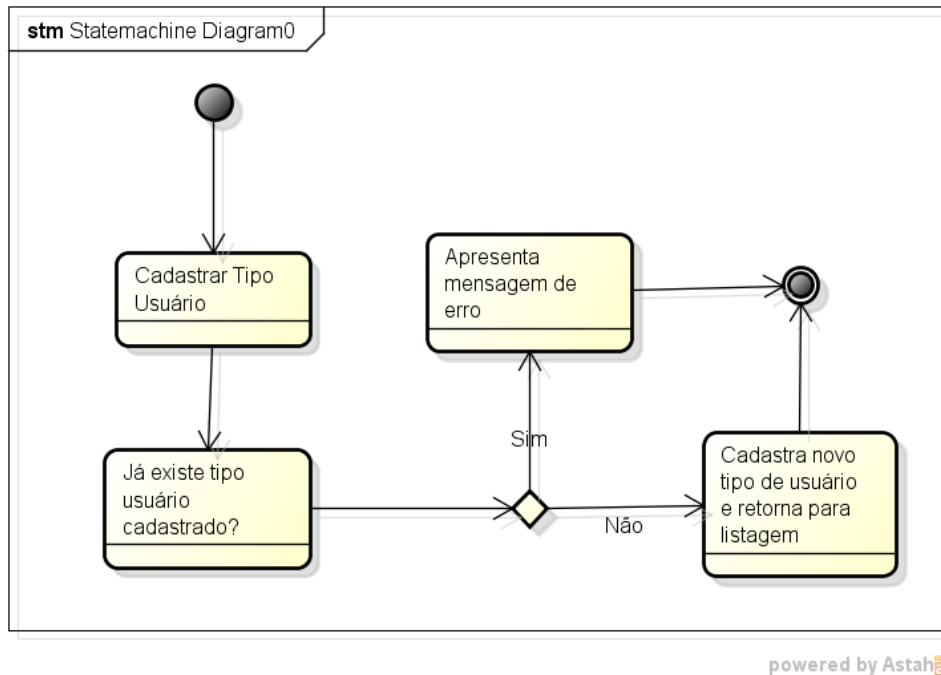 stm Statemachine Diagram0
Cadastrar Tipo
Usuário
Já existe tipo
usuário
cadastrado?
Apresenta
mensagem de
erro
Sim
Não
Cadastra novo
tipo de usuário
e retorna para
listagem
powered by Astah